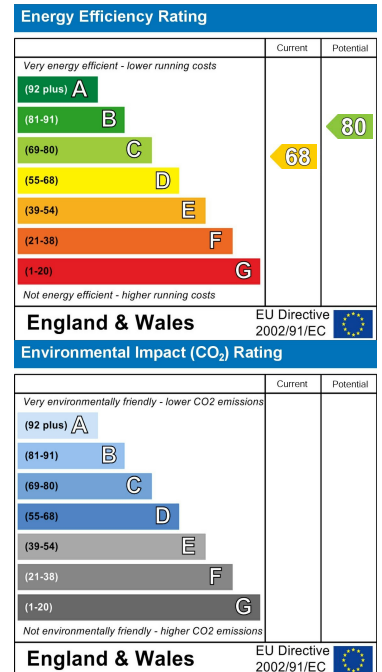 Energy Efficiency Rating
Current Potential
Very energy efficient - lower running costs
(92 plus) A
(81-91) B
(69-80) C
(55-68) D
(39-54) E
(21-38) F
(1-20) G
68
80
Not energy efficient - higher running costs
England & Wales
EU Directive
2002/91/EC
Environmental Impact (CO₂) Rating
Current Potential
Very environmentally friendly - lower CO2 emissions
(92 plus) A
(81-91) B
(69-80) C
(55-68) D
(39-54) E
(21-38) F
(1-20) G
Not environmentally friendly - higher CO2 emissions
England & Wales
EU Directive
2002/91/EC